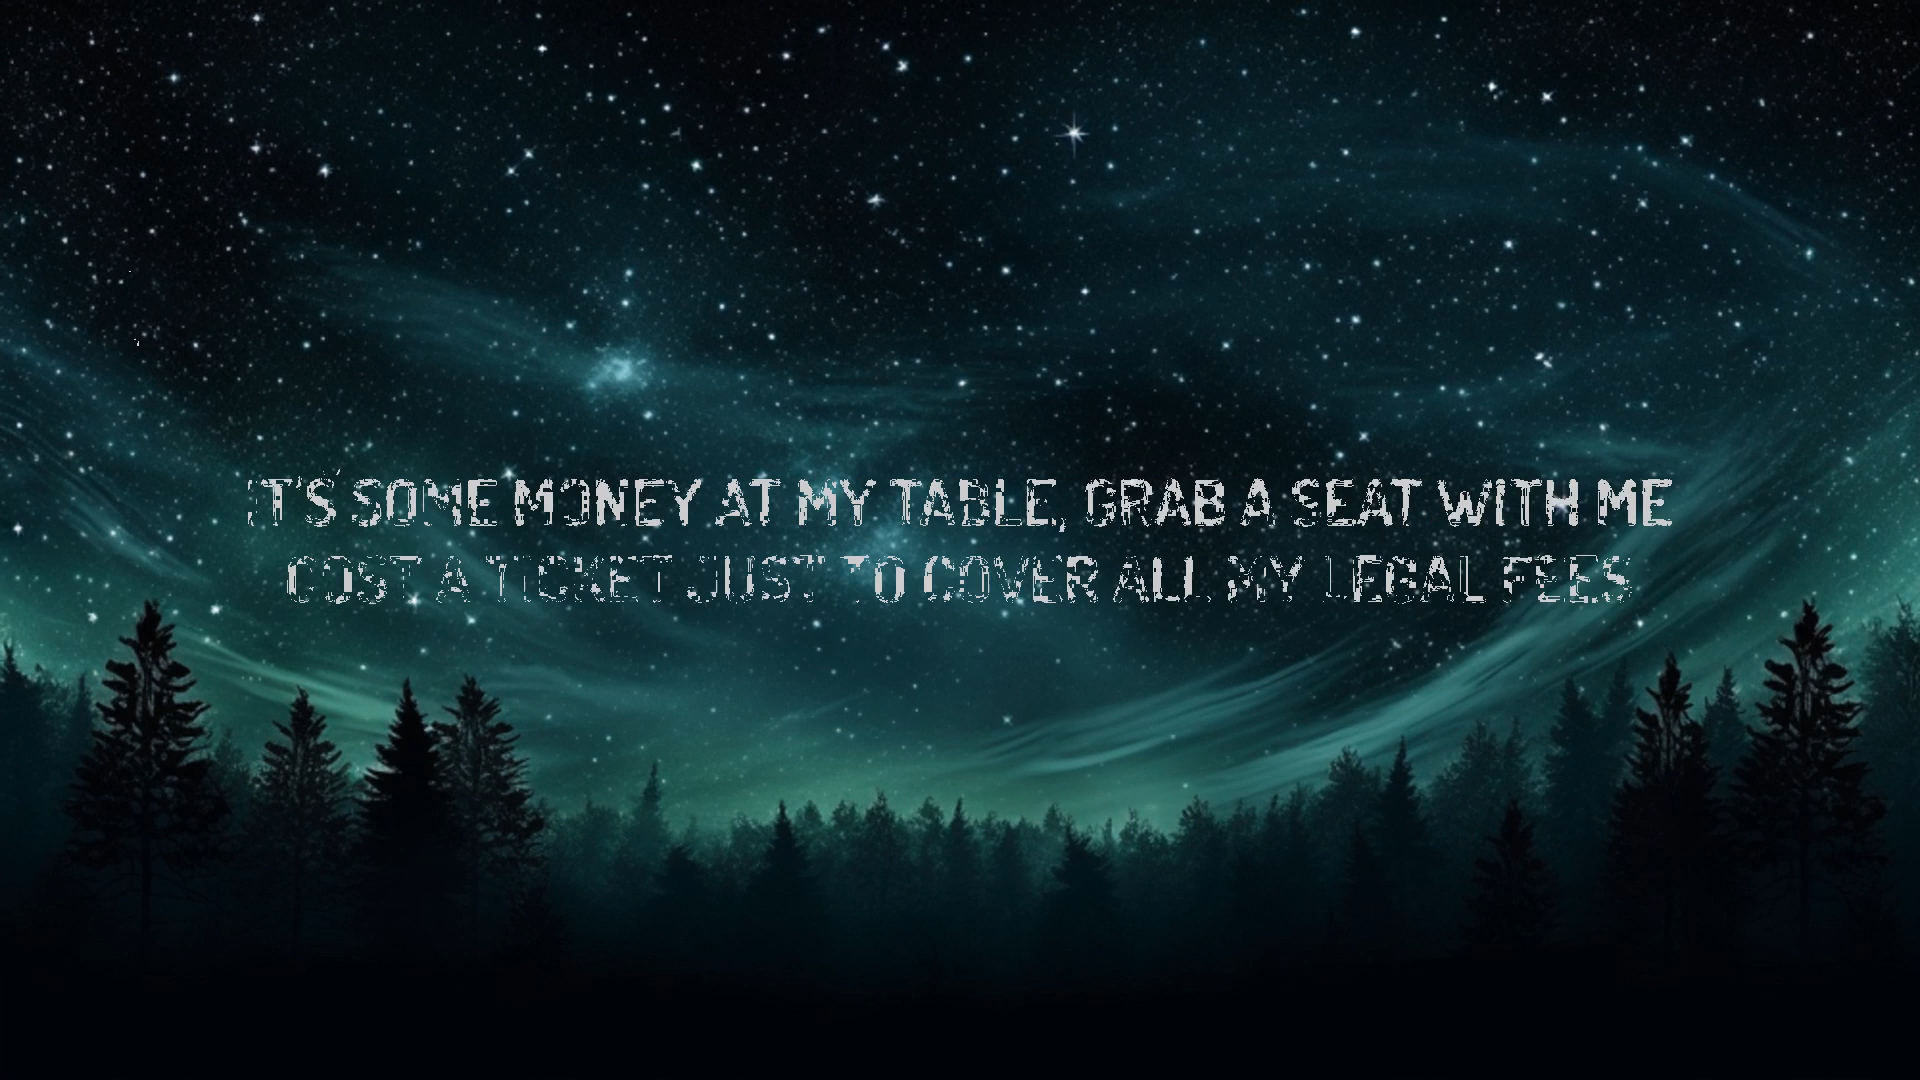 IT'S SOME MONEY AT MY TABLE, GRAB A SEAT WITH ME
COST A TICKET JUST TO COVER ALL MY LEGAL FEES